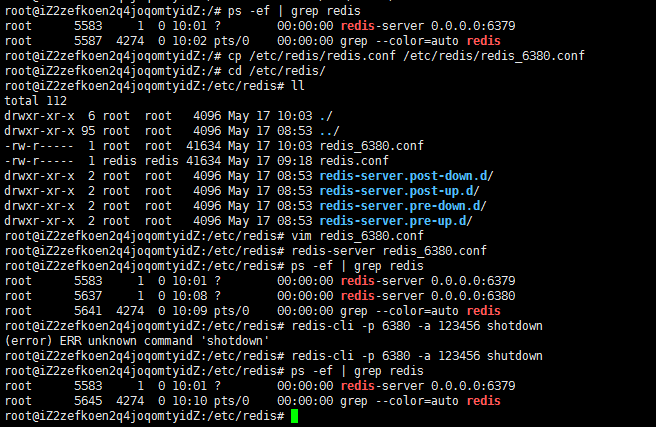 root@iZ2zefkoen2q4joqomtyidZ:/# ps -ef | grep redis
root      5583     1  0 10:01 ?        00:00:00 redis-server 0.0.0.0:6379
root      5587  4274  0 10:02 pts/0    00:00:00 grep --color=auto redis
root@iZ2zefkoen2q4joqomtyidZ:/# cp /etc/redis/redis.conf /etc/redis/redis_6380.conf
root@iZ2zefkoen2q4joqomtyidZ:/# cd /etc/redis/
root@iZ2zefkoen2q4joqomtyidZ:/etc/redis# ll
total 112
drwxr-xr-x  6 root  root   4096 May 17 10:03 ./
drwxr-xr-x 95 root  root   4096 May 17 08:53 ../
-rw-r-----  1 root  root  41634 May 17 10:03 redis_6380.conf
-rw-r-----  1 redis redis 41634 May 17 09:18 redis.conf
drwxr-xr-x  2 root  root   4096 May 17 08:53 redis-server.post-down.d/
drwxr-xr-x  2 root  root   4096 May 17 08:53 redis-server.post-up.d/
drwxr-xr-x  2 root  root   4096 May 17 08:53 redis-server.pre-down.d/
drwxr-xr-x  2 root  root   4096 May 17 08:53 redis-server.pre-up.d/
root@iZ2zefkoen2q4joqomtyidZ:/etc/redis# vim redis_6380.conf
root@iZ2zefkoen2q4joqomtyidZ:/etc/redis# redis-server redis_6380.conf
root@iZ2zefkoen2q4joqomtyidZ:/etc/redis# ps -ef | grep redis
root      5583     1  0 10:01 ?        00:00:00 redis-server 0.0.0.0:6379
root      5637     1  0 10:08 ?        00:00:00 redis-server 0.0.0.0:6380
root      5641  4274  0 10:09 pts/0    00:00:00 grep --color=auto redis
root@iZ2zefkoen2q4joqomtyidZ:/etc/redis# redis-cli -p 6380 -a 123456 shotdown
(error) ERR unknown command 'shotdown'
root@iZ2zefkoen2q4joqomtyidZ:/etc/redis# redis-cli -p 6380 -a 123456 shutdown
root@iZ2zefkoen2q4joqomtyidZ:/etc/redis# ps -ef | grep redis
root      5583     1  0 10:01 ?        00:00:00 redis-server 0.0.0.0:6379
root      5645  4274  0 10:10 pts/0    00:00:00 grep --color=auto redis
root@iZ2zefkoen2q4joqomtyidZ:/etc/redis#